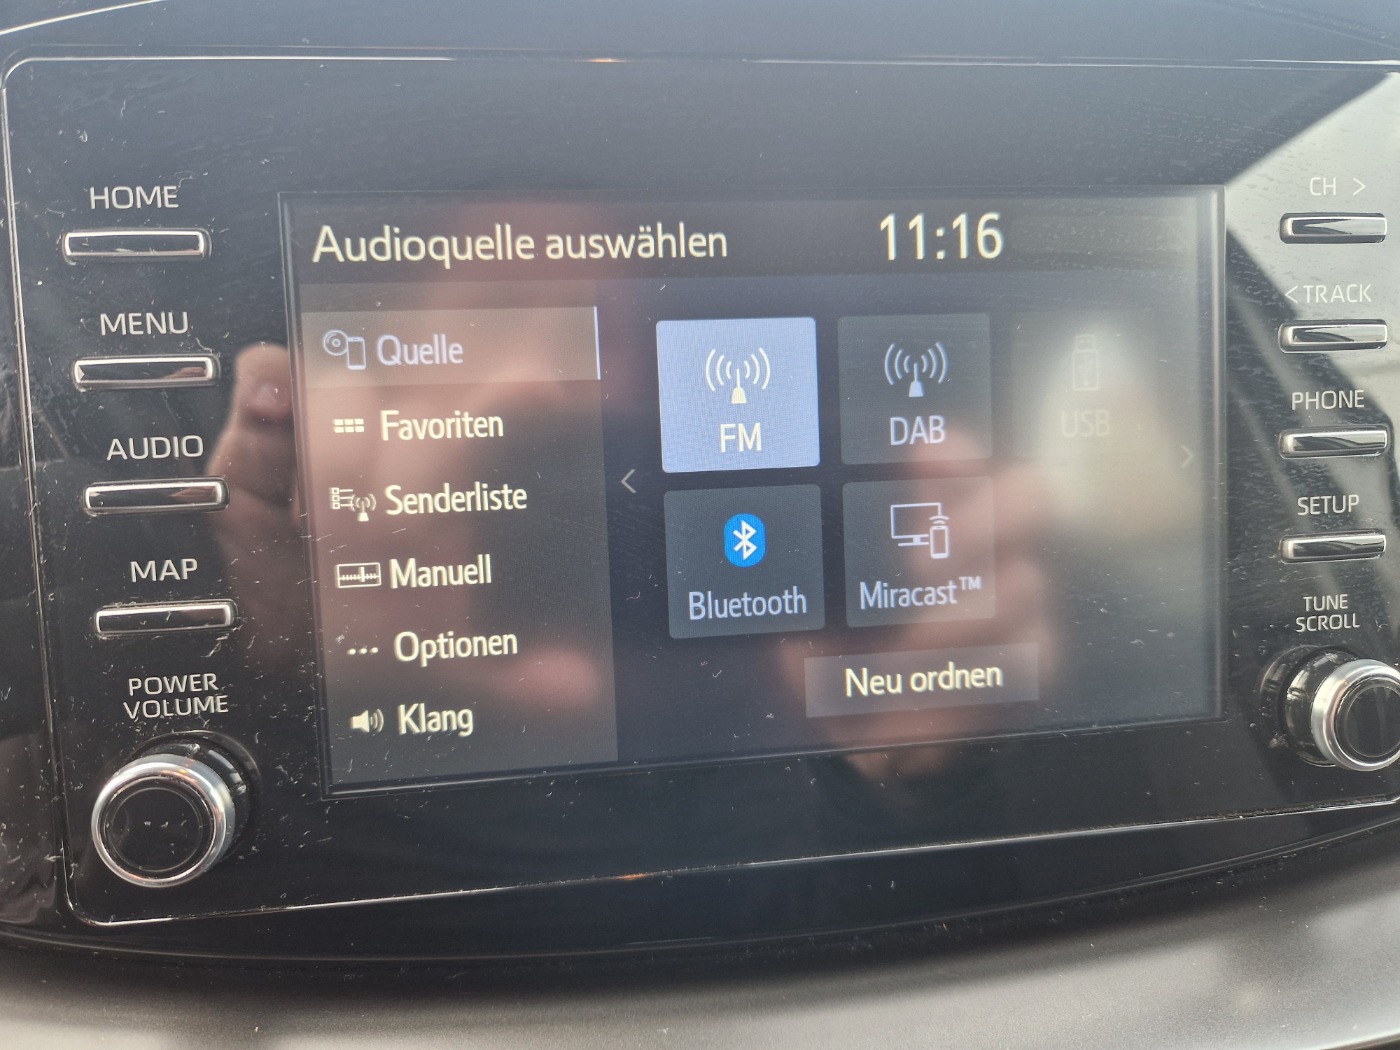 HOME
MENU
AUDIO
MAP
POWER
VOLUME
Audioquelle auswählen
11:16
Quelle
Favoriten
Senderliste
Manuell
Optionen
Klang
FM
DAB
USB
Bluetooth
Miracast™
Neu ordnen
CH >
< TRACK
PHONE
SETUP
TUNE
SCROLL